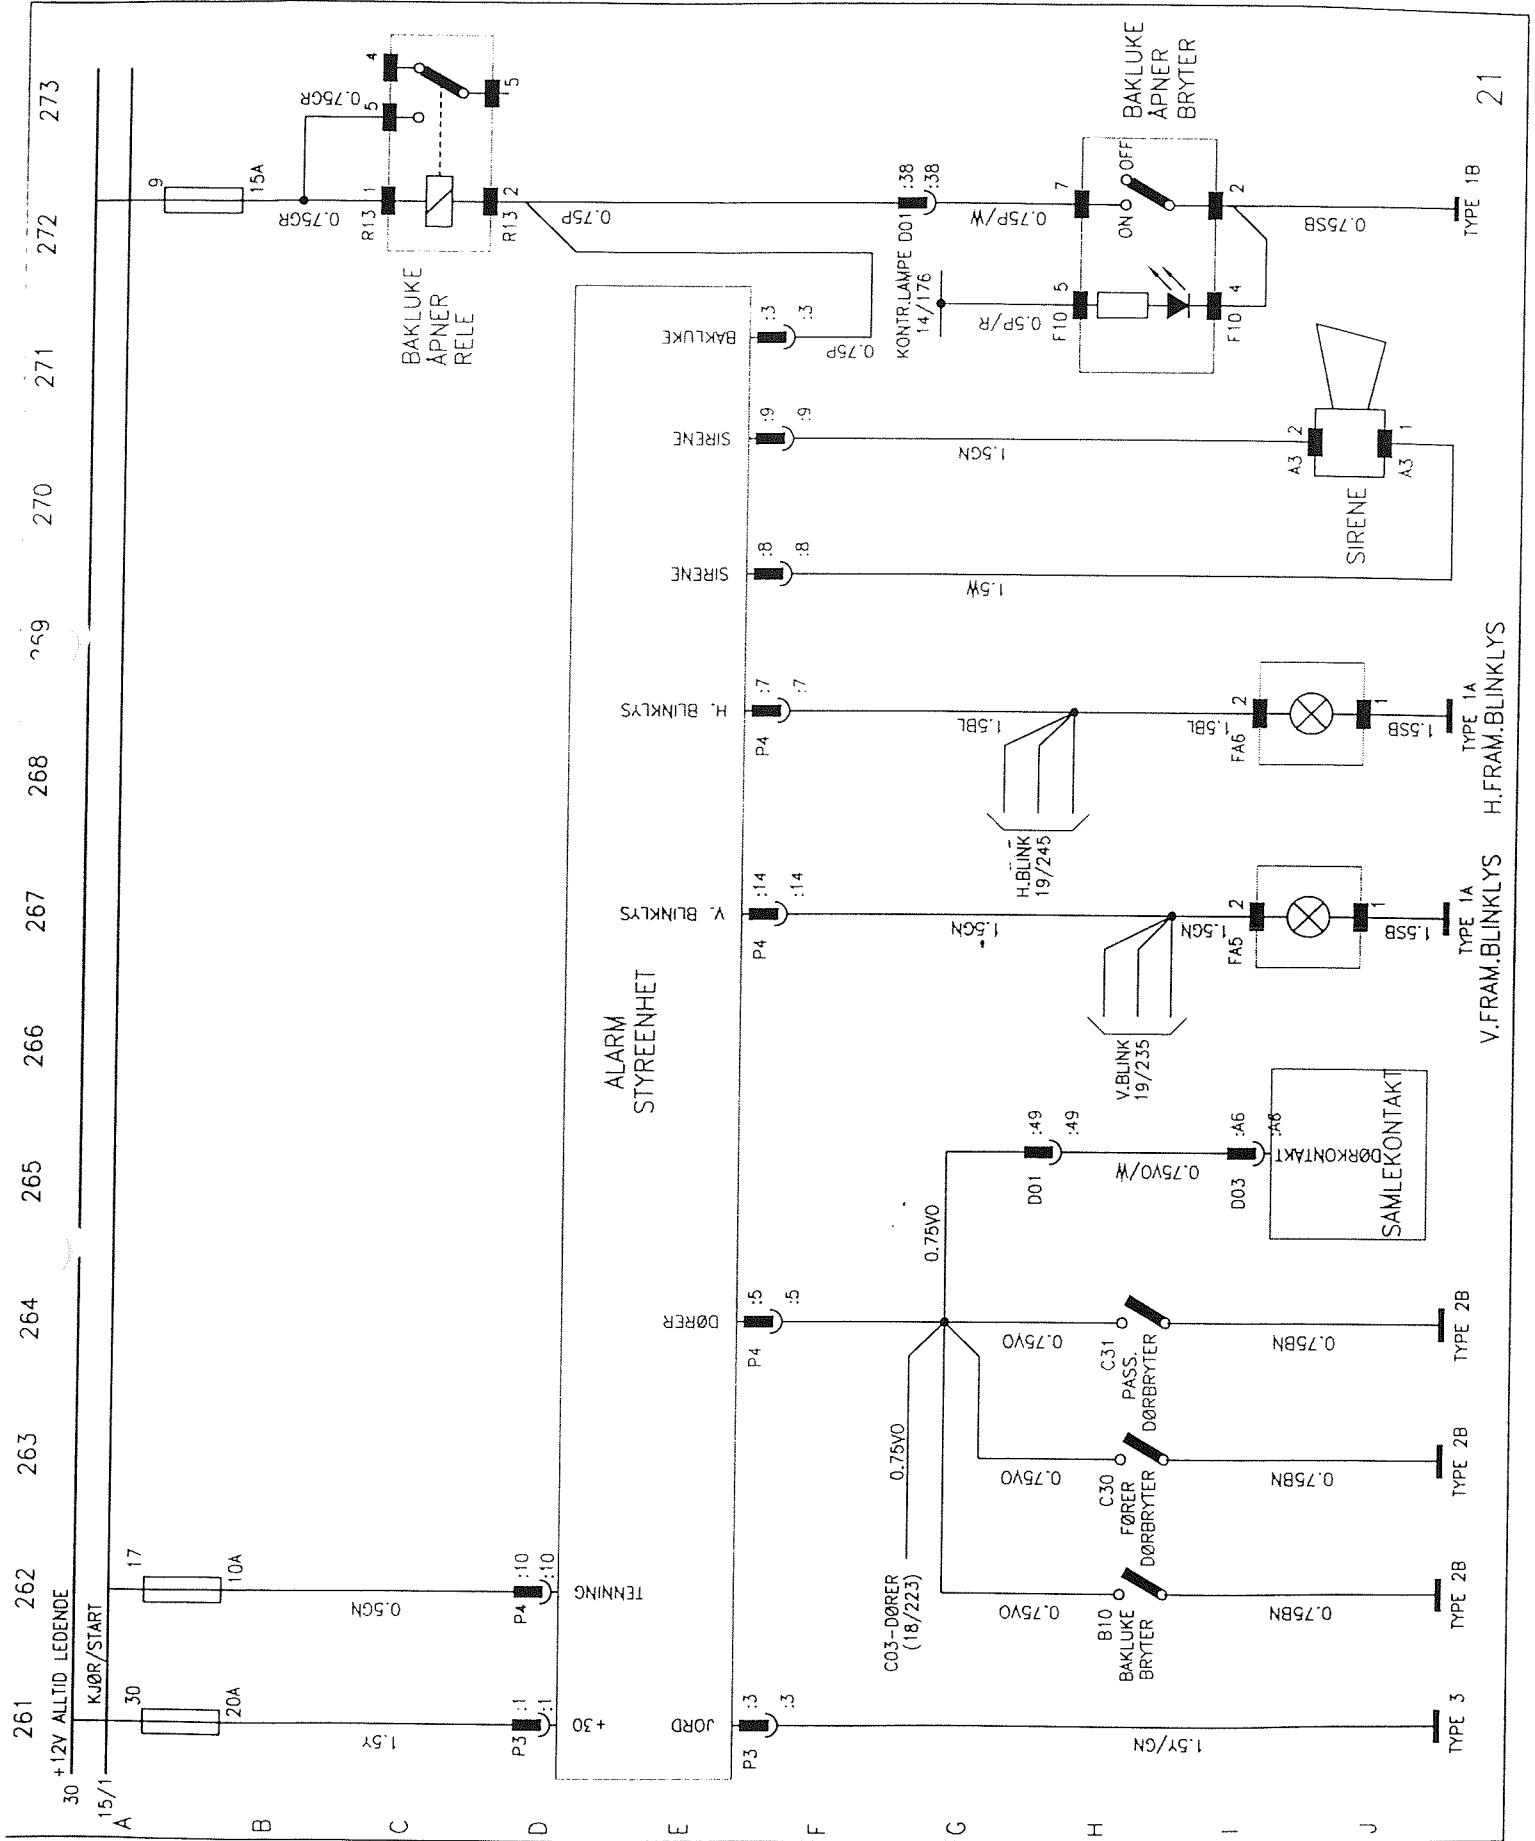 261
262
263
264
265
266
267
268
270
271
272
273
30
+12V ALLTID LEDENDE
15/1
KJØR/START
A
B
C
D
E
F
G
H
I
J
30
20A
1.5Y
P3
:1
:1
+30
17
10A
0.5GN
P4
:10
:10
TENNING
9
15A
0.75GR
0.75GR
R13
1
5
4
R13
2
5
BAKLUKE
ÅPNER
RELE
0.75P
ALARM
STYREENHET
JORD
P3
:3
:3
1.5Y/GN
TYPE 3
DØRER
P4
:5
:5
C03-DØRER
(18/223)
0.75VO
0.75VO
0.75VO
B10
BAKLUKE
BRYTER
0.75BN
TYPE 2B
0.75VO
C30
FØRER
DØRBRYTER
0.75BN
TYPE 2B
0.75VO
C31
PASS.
DØRBRYTER
0.75BN
TYPE 2B
D01
:49
:49
0.75VO/W
D03
:A6
:A6
DØRKONTAKT
SAMLEKONTAKT
V. BLINKLYS
P4
:14
:14
1.5GN
V.BLINK
19/235
1.5GN
FA5
2
1
1.5SB
TYPE 1A
V.FRAM.BLINKLYS
H. BLINKLYS
P4
:7
:7
1.5BL
H.BLINK
19/245
1.5BL
FA6
2
1
1.5SB
TYPE 1A
H.FRAM.BLINKLYS
SIRENE
:8
:8
1.5W
SIRENE
:9
:9
1.5GN
A3
2
A3
1
SIRENE
BAKLUKE
:3
:3
0.75P
KONTR.LAMPE
14/176
D01
:38
:38
0.5P/R
0.75P/W
F10
5
7
ON
OFF
F10
4
2
BAKLUKE
ÅPNER
BRYTER
0.75SB
TYPE 1B
21